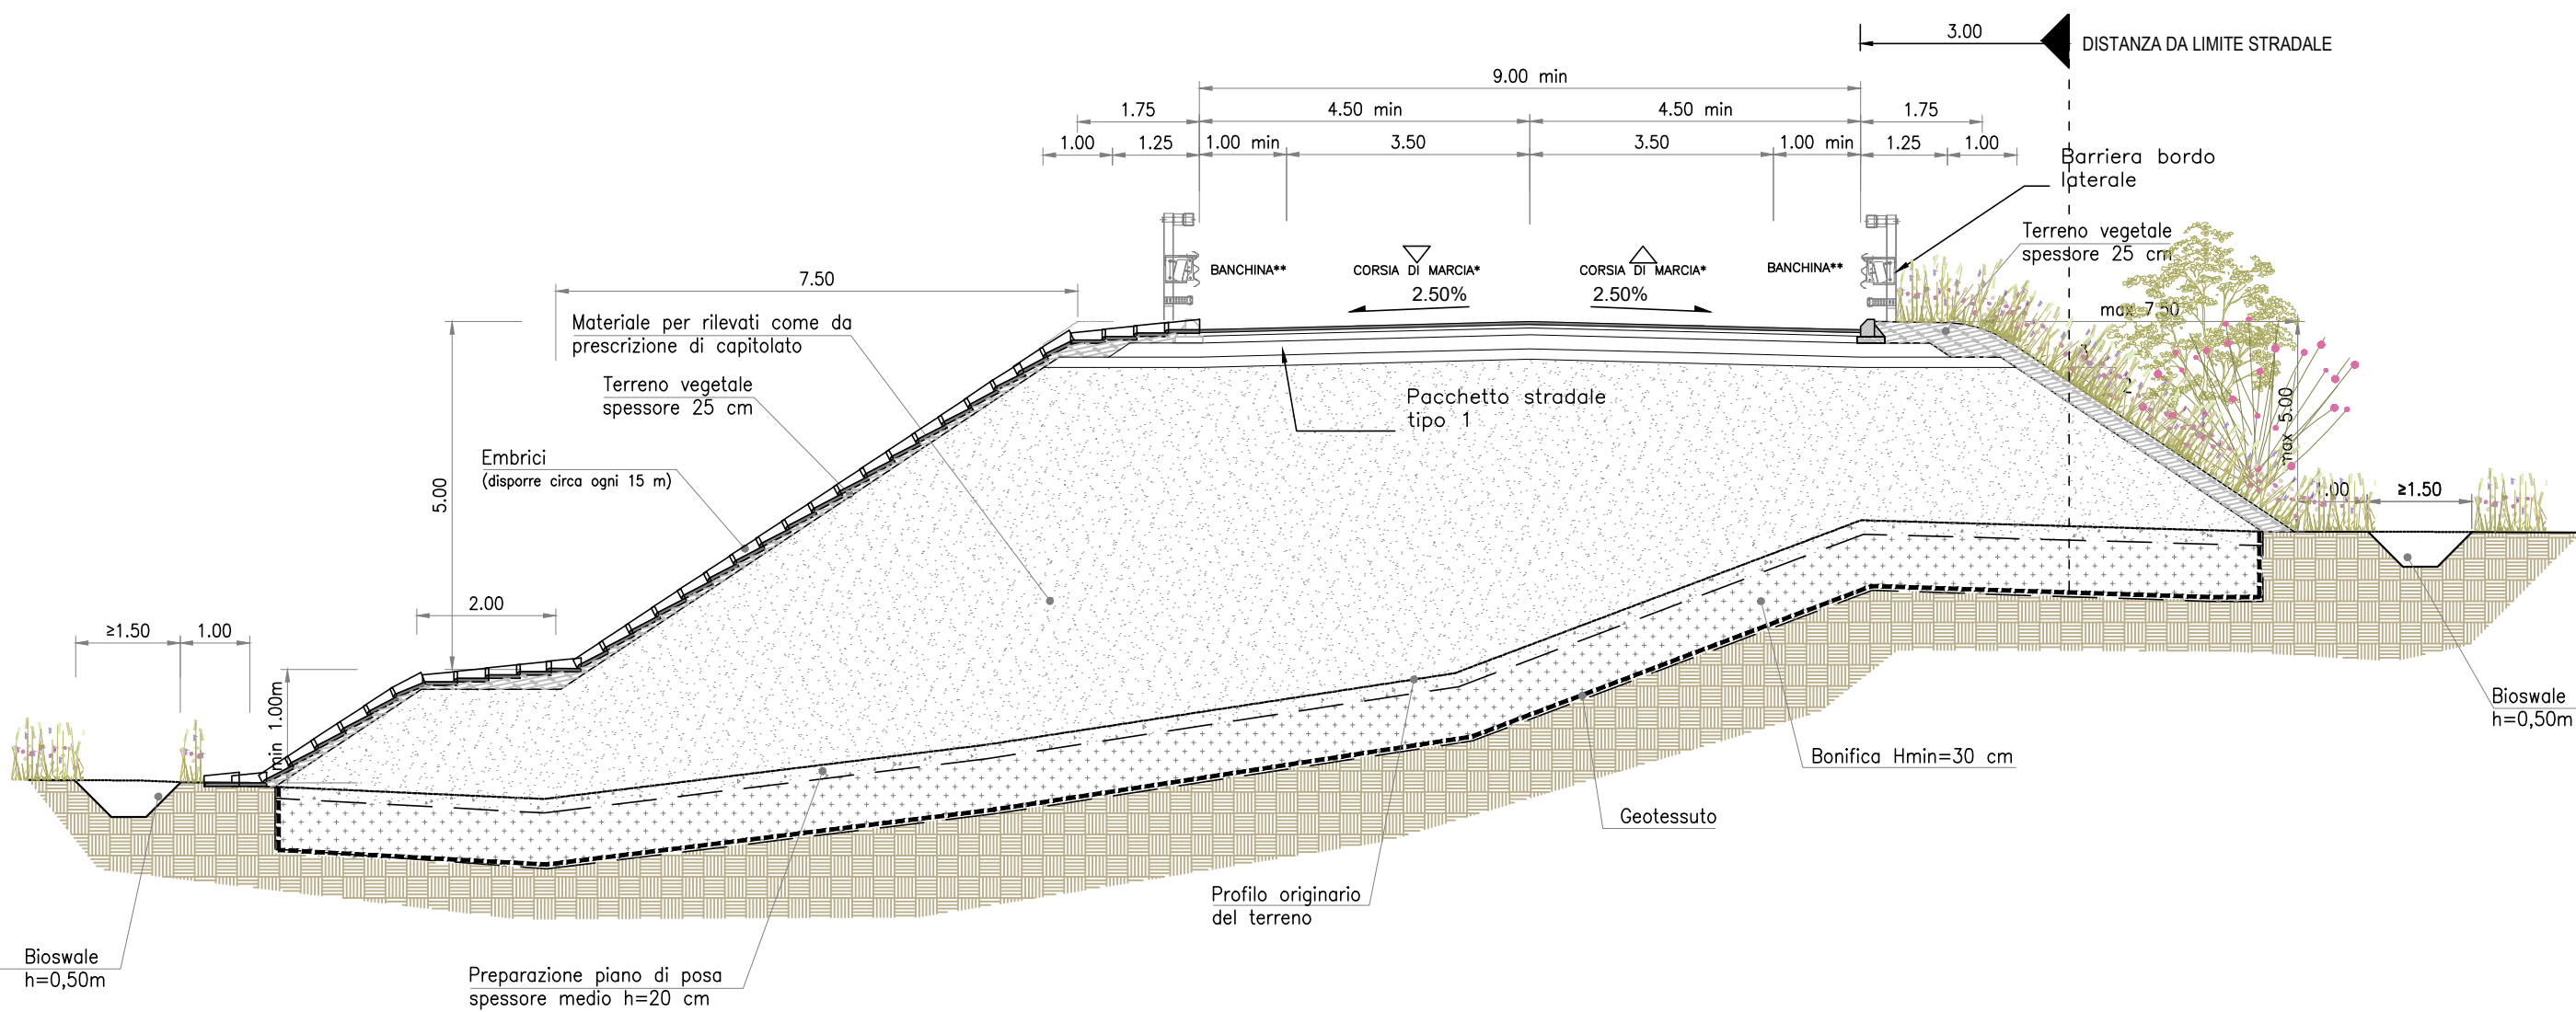 3.00
DISTANZA DA LIMITE STRADALE
9.00 min
1.75
4.50 min
4.50 min
1.75
1.00
1.25
1.00 min
3.50
3.50
1.00 min
1.25
1.00
Barriera bordo
laterale
Terreno vegetale
spessore 25 cm
BANCHINA**
CORSIA DI MARCIA*
CORSIA DI MARCIA*
BANCHINA**
2.50%
2.50%
7.50
max 7.50
Materiale per rilevati come da
prescrizione di capitolato
3
2
Terreno vegetale
spessore 25 cm
Pacchetto stradale
tipo 1
max 5.00
Embrici
(disporre circa ogni 15 m)
5.00
1.00
≥1.50
2.00
≥1.50
1.00
min 1.00m
Bioswale
h=0,50m
Bonifica Hmin=30 cm
Geotessuto
Profilo originario
del terreno
Bioswale
h=0,50m
Preparazione piano di posa
spessore medio h=20 cm